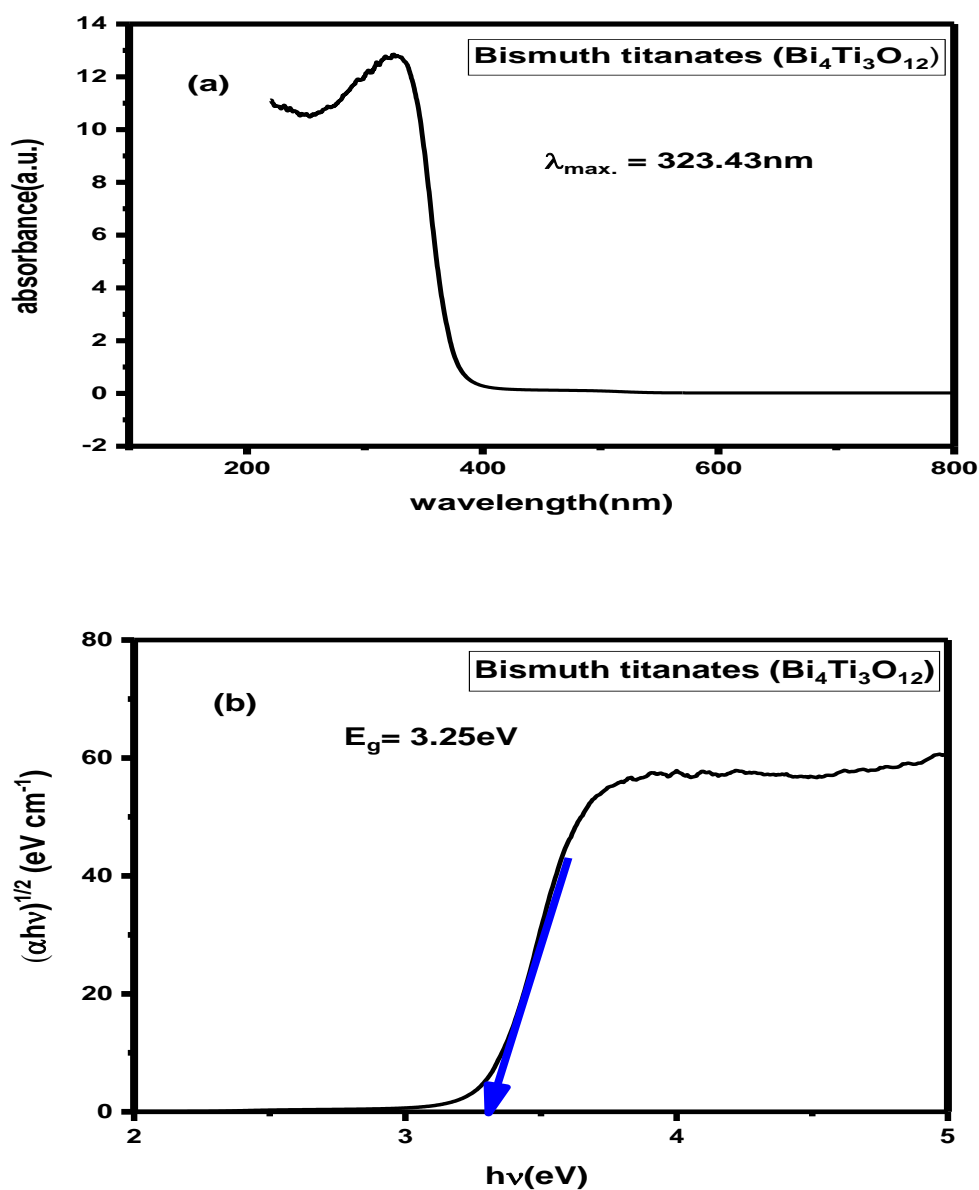 14
12
10
8
6
4
2
0
-2
absorbance(a.u.)
(a)
Bismuth titanates (Bi₄Ti₃O₁₂)
λmax. = 323.43nm
200
400
600
800
wavelength(nm)
80
60
40
20
0
(αhν)¹/² (eV cm⁻¹)
(b)
Bismuth titanates (Bi₄Ti₃O₁₂)
Eg= 3.25eV
2
3
4
5
hν(eV)